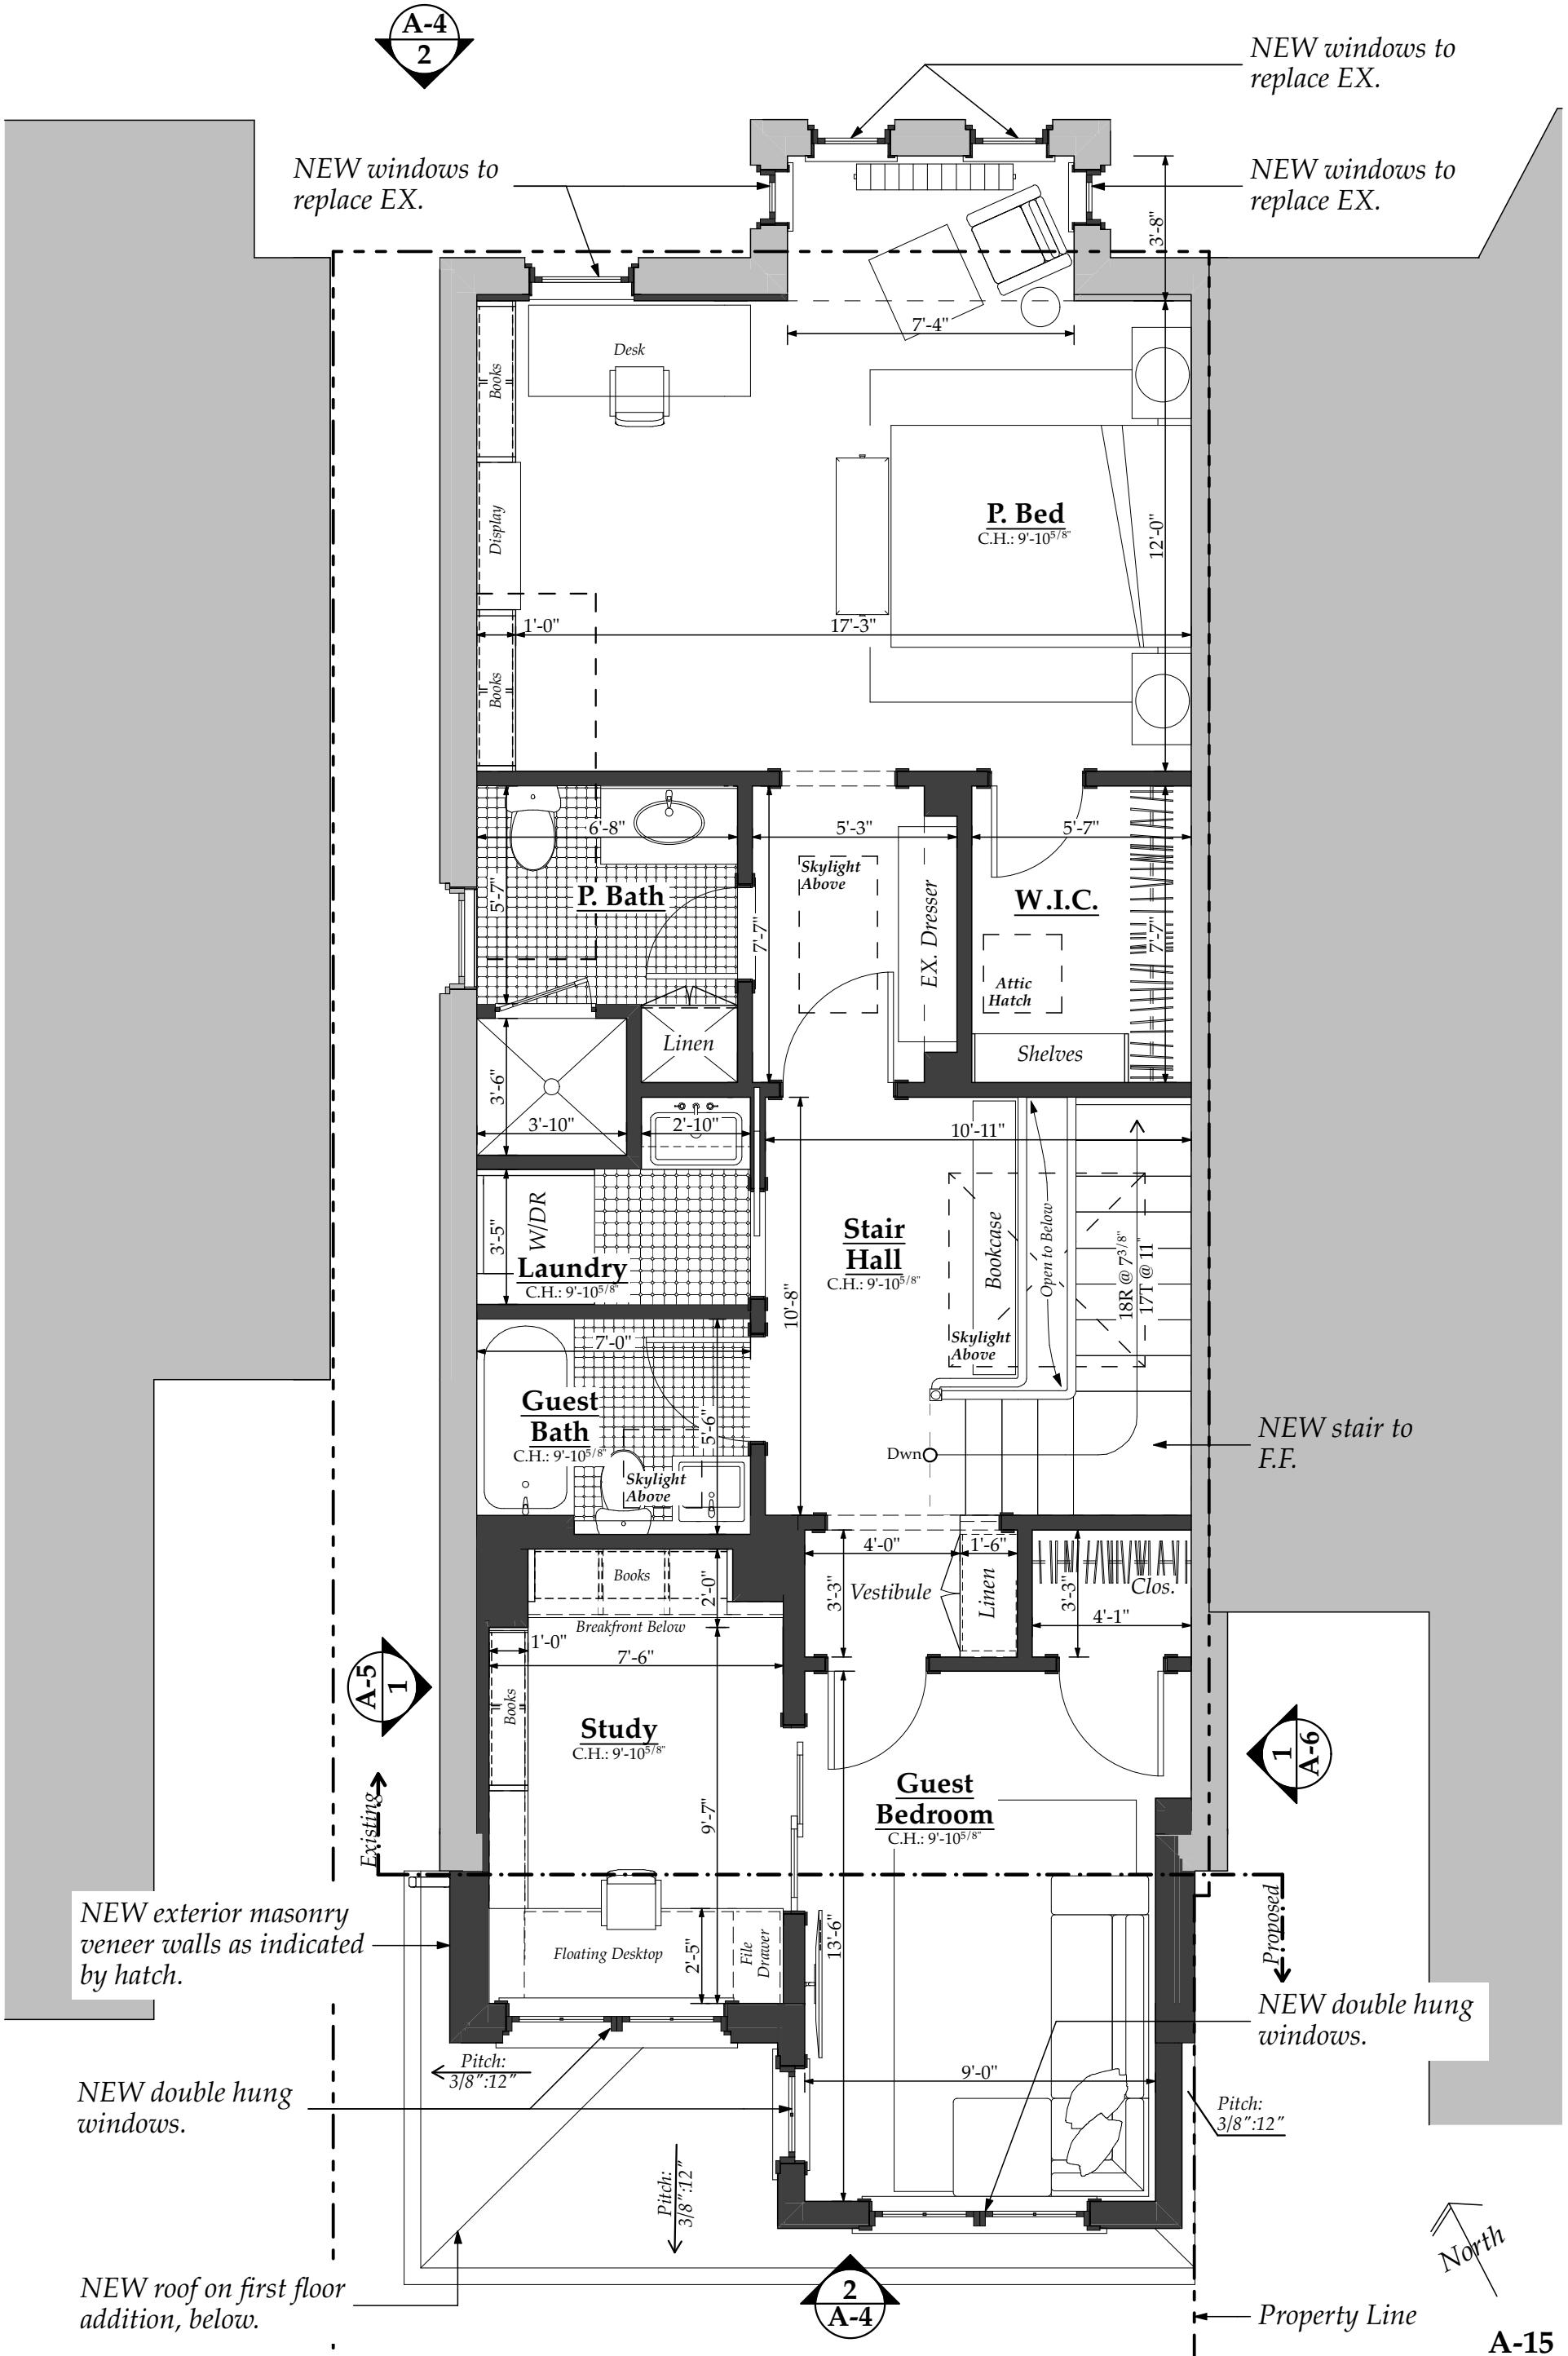 A-4
2
NEW windows to
replace EX.
NEW windows to
replace EX.
NEW windows to
replace EX.
3'-8"
7'-4"
Desk
Books
Display
Books
P. Bed
C.H.: 9'-10 5/8"
12'-0"
1'-0"
17'-3"
6'-8"
5'-3"
5'-7"
5'-7"
P. Bath
Skylight
Above
7'-7"
EX. Dresser
W.I.C.
7'-7"
Attic
Hatch
Linen
Shelves
3'-6"
3'-10"
2'-10"
10'-11"
3'-5"
W/DR
Laundry
C.H.: 9'-10 5/8"
Stair
Hall
C.H.: 9'-10 5/8"
10'-8"
Bookcase
Open to Below
Skylight
Above
18R @ 7 3/8"
17T @ 11"
7'-0"
Guest
Bath
C.H.: 9'-10 5/8"
5'-6"
Skylight
Above
Dwn
NEW stair to
F.F.
4'-0"
1'-6"
3'-3"
Vestibule
Linen
3'-3"
Clos.
4'-1"
Books
2'-0"
Breakfront Below
1'-0"
7'-6"
Books
Study
C.H.: 9'-10 5/8"
9'-7"
A-5
1
1
A-6
Guest
Bedroom
C.H.: 9'-10 5/8"
Existing
Proposed
NEW exterior masonry
veneer walls as indicated
by hatch.
Floating Desktop
2'-5"
File
Drawer
13'-6"
NEW double hung
windows.
Pitch:
3/8":12"
9'-0"
NEW double hung
windows.
Pitch:
3/8":12"
Pitch:
3/8":12"
North
NEW roof on first floor
addition, below.
2
A-4
Property Line
A-15